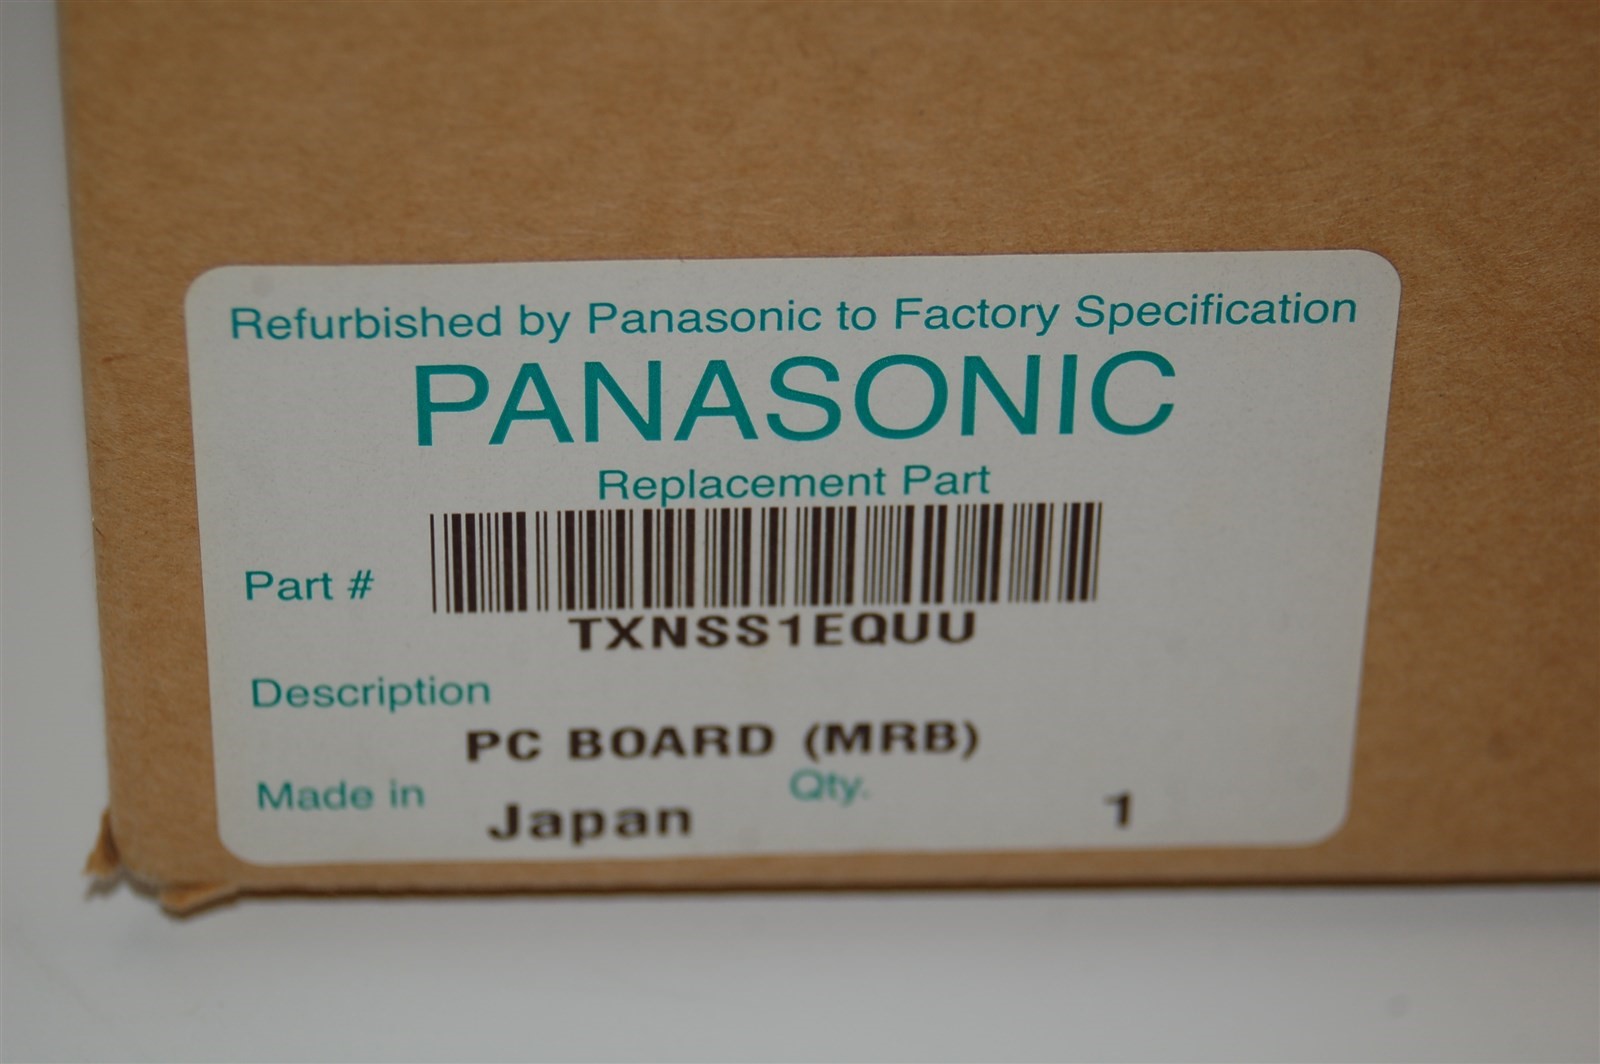 Refurbished by Panasonic to Factory Specification
PANASONIC
Replacement Part
Part #
TXNSS1EQUU
Description
PC BOARD (MRB)
Made in Japan Qty. 1